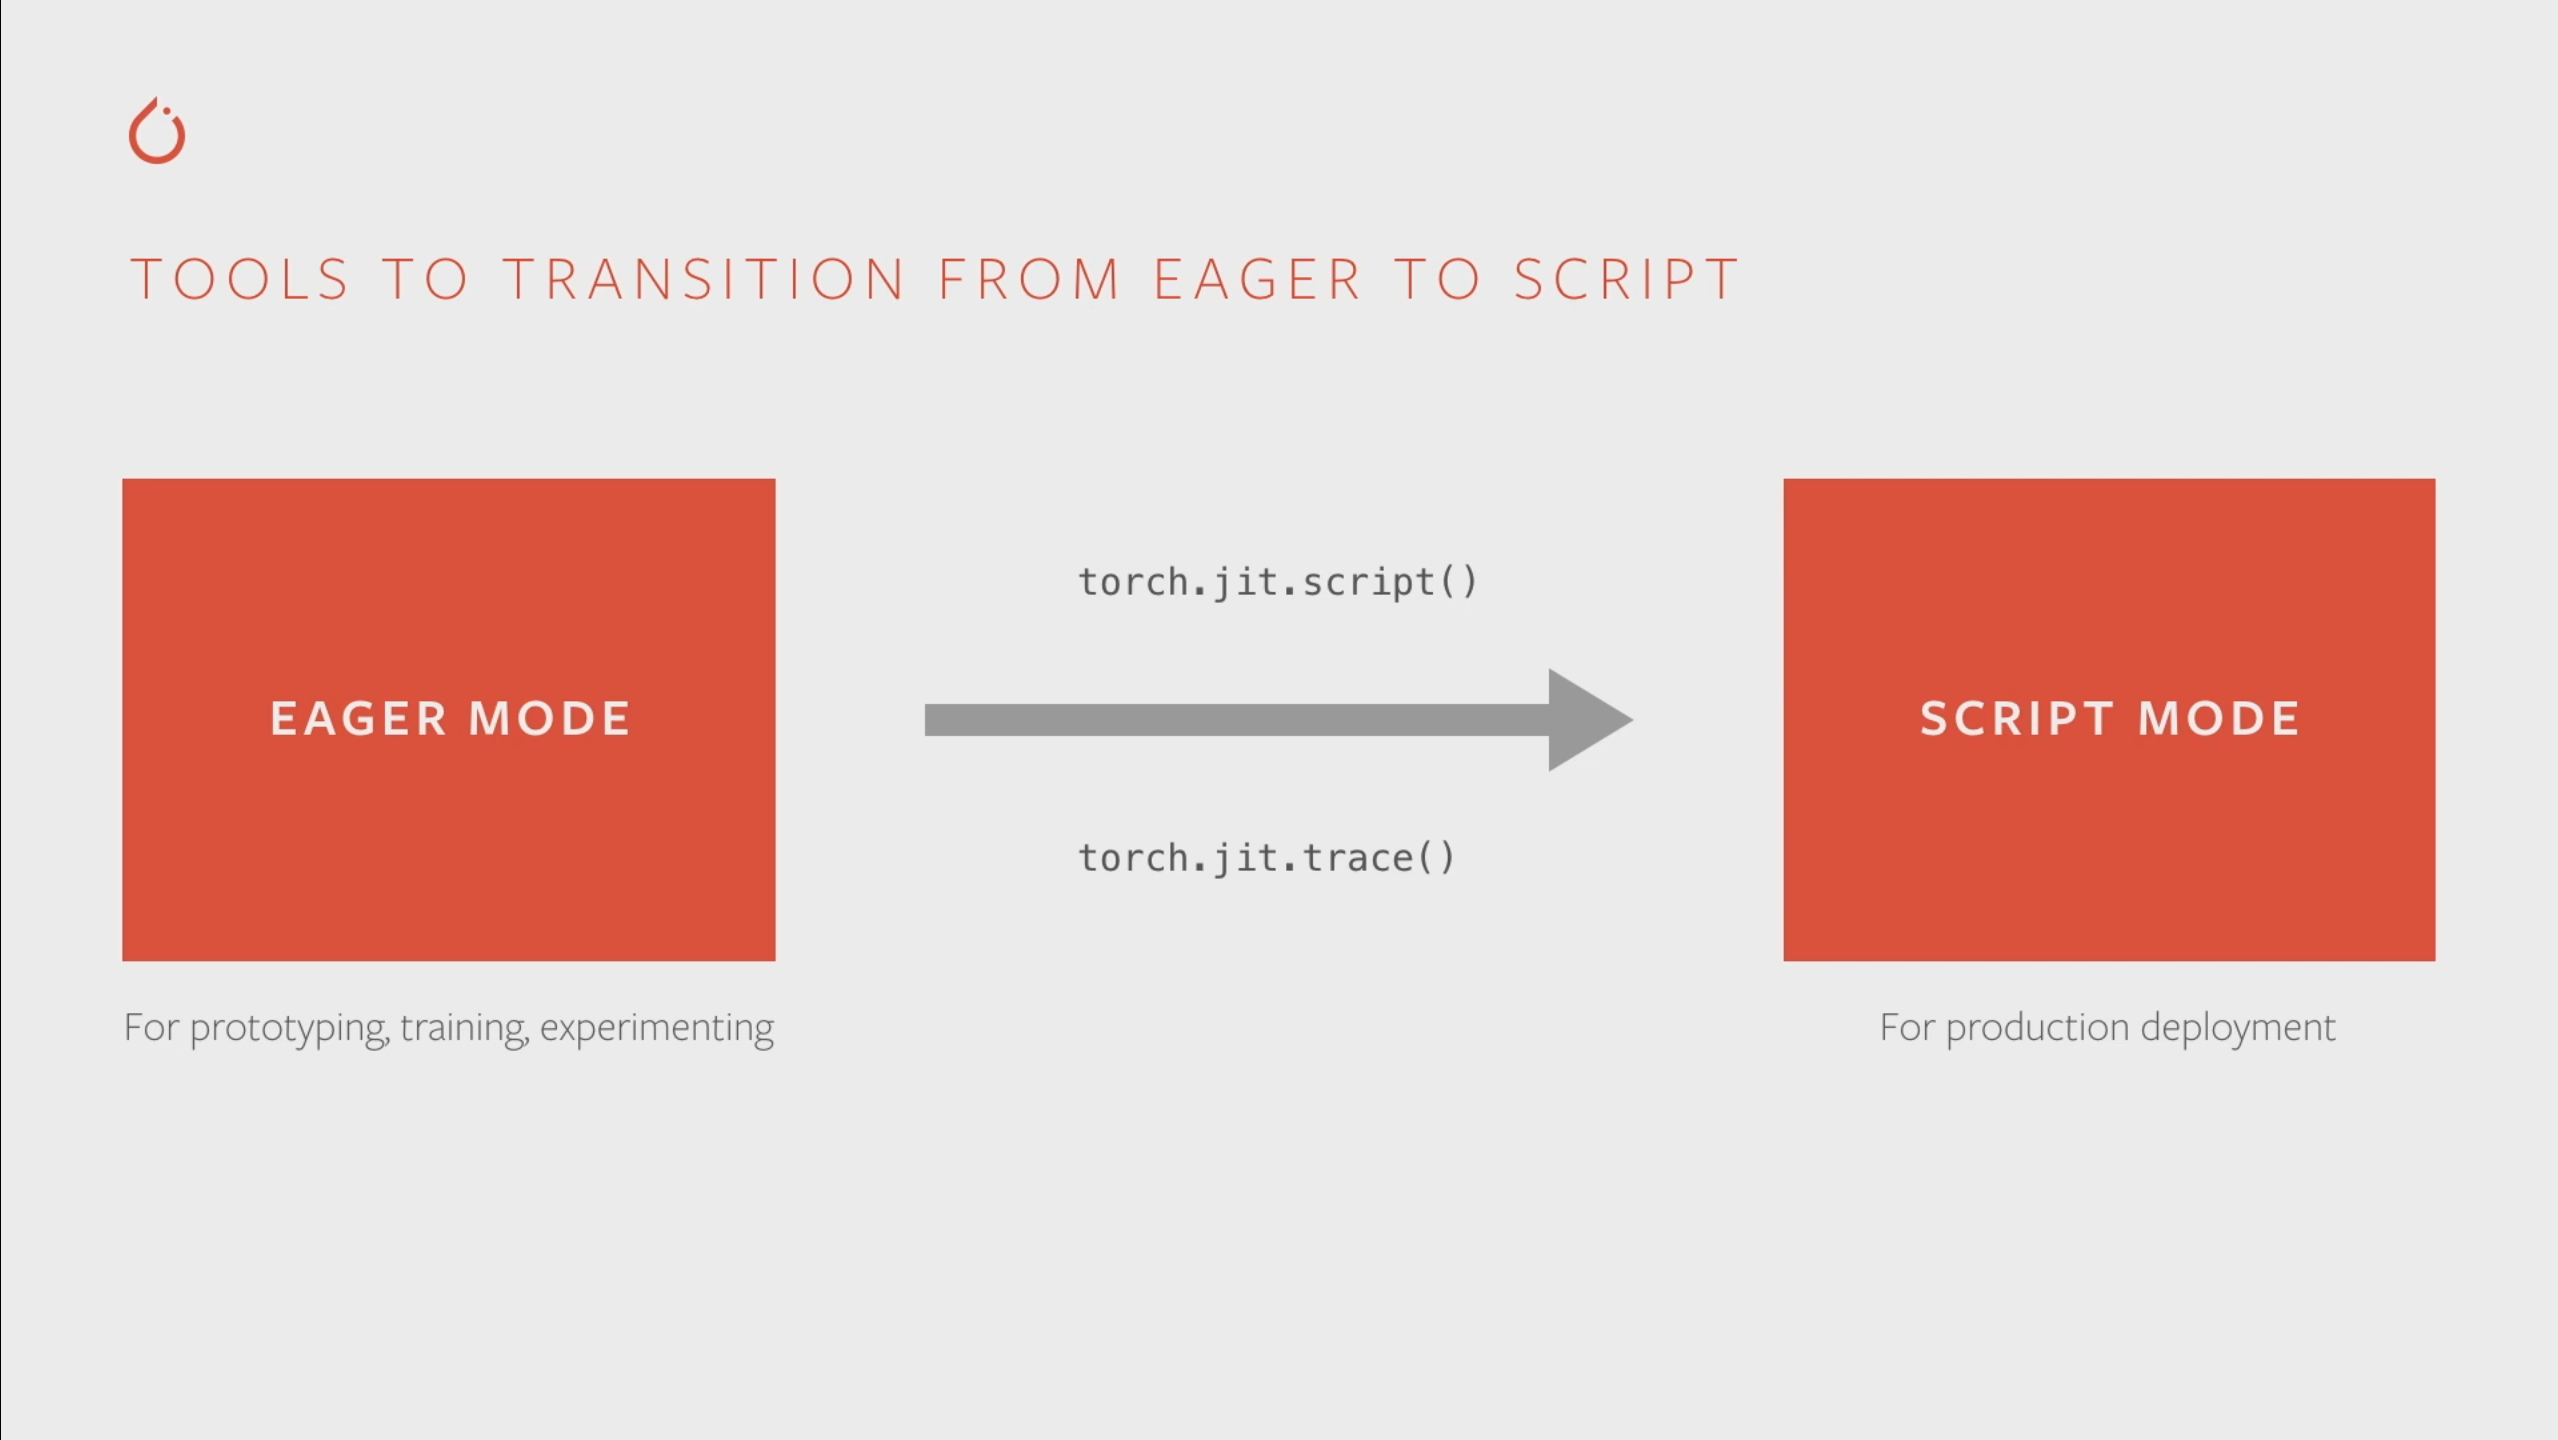 TOOLS TO TRANSITION FROM EAGER TO SCRIPT
EAGER MODE
torch.jit.script()
torch.jit.trace()
SCRIPT MODE
For prototyping, training, experimenting
For production deployment